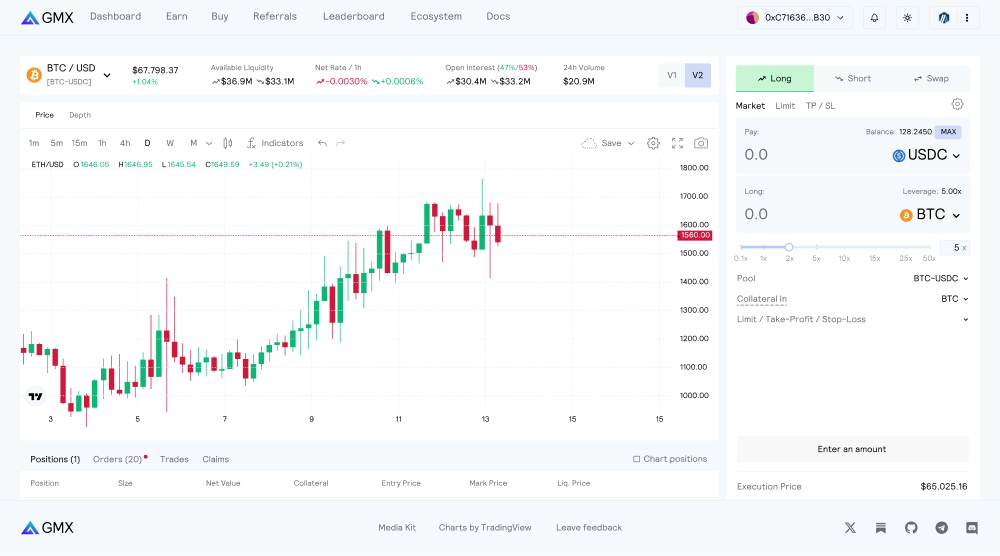 GMX Dashboard Earn Buy Referrals Leaderboard Ecosystem Docs 0xC71636...B30
BTC / USD
[BTC-USDC]
$67,798.37
+1.04%
Available Liquidity
$36.9M $33.1M
Net Rate / 1h
-0.0030% +0.0006%
Open Interest (47%/53%)
$30.4M $33.2M
24h Volume
$20.9M
V1 V2
Price Depth
1m 5m 15m 1h 4h D W M Indicators Save
ETH/USD O 1646.05 H1646.95 L 1645.54 C1649.59 +3.49 (+0.21%)
1800.00
1700.00
1600.00
1560.00
1500.00
1400.00
1300.00
1200.00
1100.00
1000.00
3 5 7 9 11 13 15 15
Positions (1) Orders (20) Trades Claims Chart positions
Position Size Net Value Collateral Entry Price Mark Price Liq. Price
Long Short Swap
Market Limit TP / SL
Pay: Balance: 128.2450 MAX
0.0 USDC
Long: Leverage: 5.00x
0.0 BTC
5 x
0.1x 1x 2x 5x 10x 15x 25x 50x
Pool BTC-USDC
Collateral In BTC
Limit / Take-Profit / Stop-Loss
Enter an amount
Execution Price $65,025.16
GMX Media Kit Charts by TradingView Leave feedback